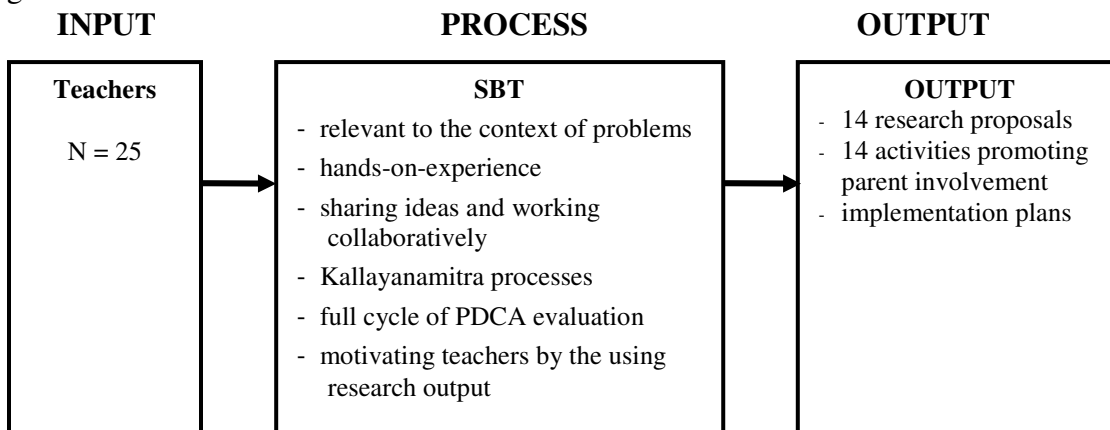 INPUT
PROCESS
OUTPUT
Teachers
N = 25
SBT
- relevant to the context of problems
- hands-on-experience
- sharing ideas and working
collaboratively
- Kallayanamitra processes
- full cycle of PDCA evaluation
- motivating teachers by the using
research output
OUTPUT
- 14 research proposals
- 14 activities promoting
parent involvement
- implementation plans